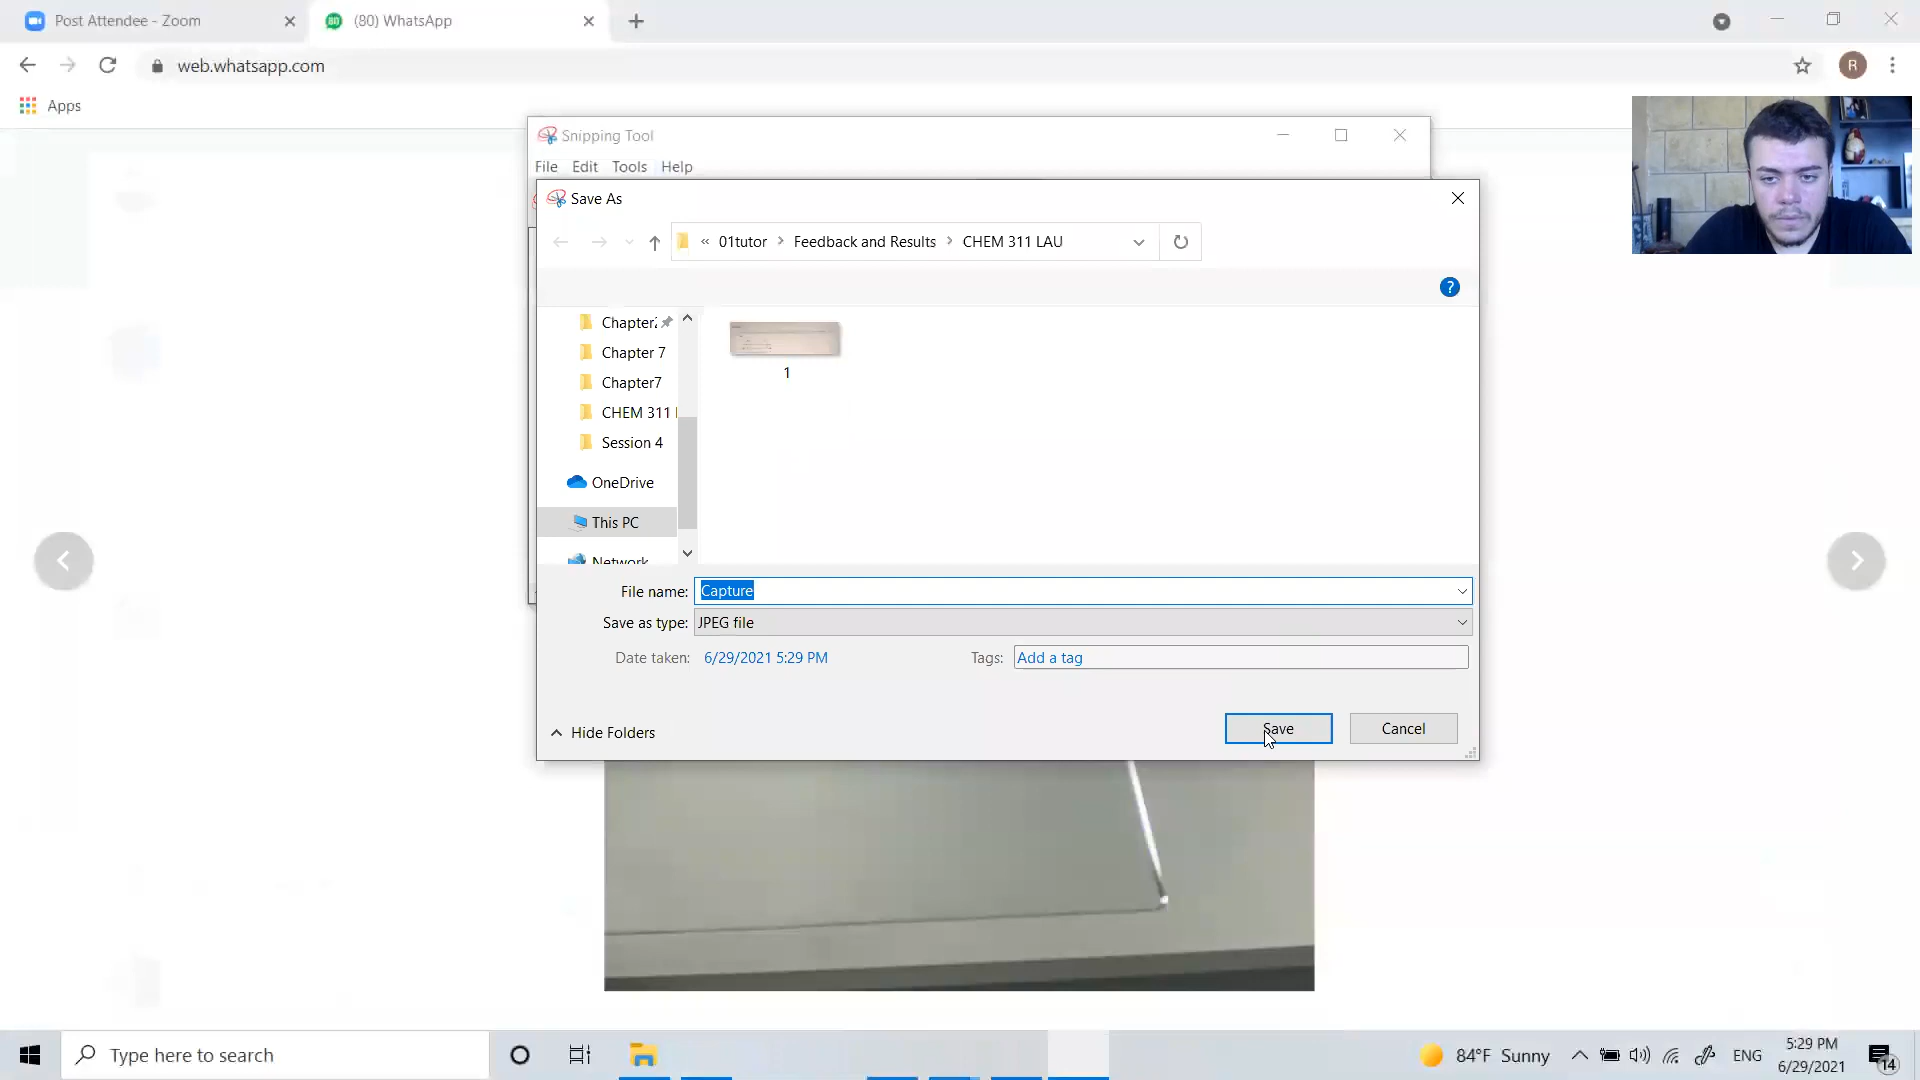 Post Attendee - Zoom
(80) WhatsApp
web.whatsapp.com
R
Apps
Snipping Tool
File Edit Tools Help
Save As
« 01tutor > Feedback and Results > CHEM 311 LAU
?
Chapter
Chapter 7
Chapter7
CHEM 311
Session 4
OneDrive
This PC
Network
1
File name: Capture
Save as type: JPEG file
Date taken: 6/29/2021 5:29 PM
Tags: Add a tag
Hide Folders
Save
Cancel
Type here to search
84°F Sunny
ENG
5:29 PM
6/29/2021
14